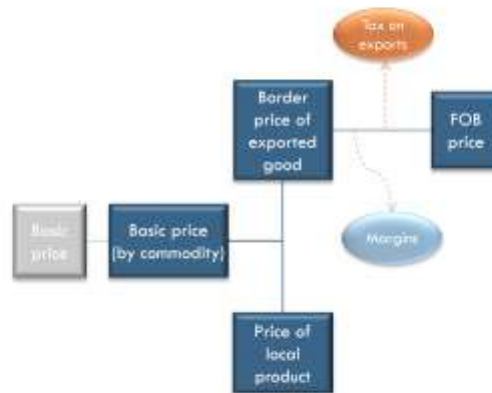 Tax on
exports
Border
price of
exported
good
FOB
price
Basic
price
Basic price
(by commodity)
Margins
Price of
local
product